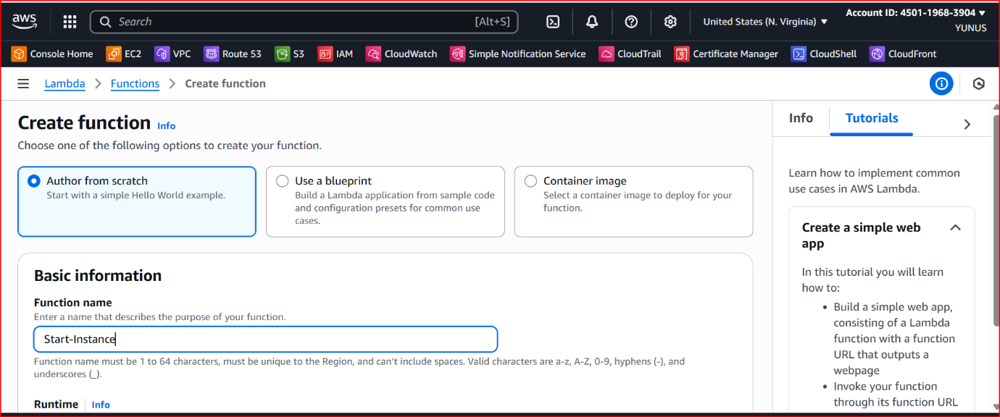 aws
Search [Alt+S]
United States (N. Virginia) ▼
Account ID: 4501-1968-3904 ▼
YUNUS
Console Home EC2 VPC Route 53 S3 IAM CloudWatch Simple Notification Service CloudTrail Certificate Manager CloudShell CloudFront
Lambda > Functions > Create function
Create function Info
Choose one of the following options to create your function.
Author from scratch
Start with a simple Hello World example.
Use a blueprint
Build a Lambda application from sample code
and configuration presets for common use
cases.
Container image
Select a container image to deploy for your
function.
Basic information
Function name
Enter a name that describes the purpose of your function.
Start-Instance
Function name must be 1 to 64 characters, must be unique to the Region, and can't include spaces. Valid characters are a-z, A-Z, 0-9, hyphens (-), and
underscores (_).
Runtime Info
Info Tutorials
Learn how to implement common
use cases in AWS Lambda.
Create a simple web
app
In this tutorial you will learn
how to:
• Build a simple web app,
consisting of a Lambda
function with a function
URL that outputs a
webpage
• Invoke your function
through its function URL